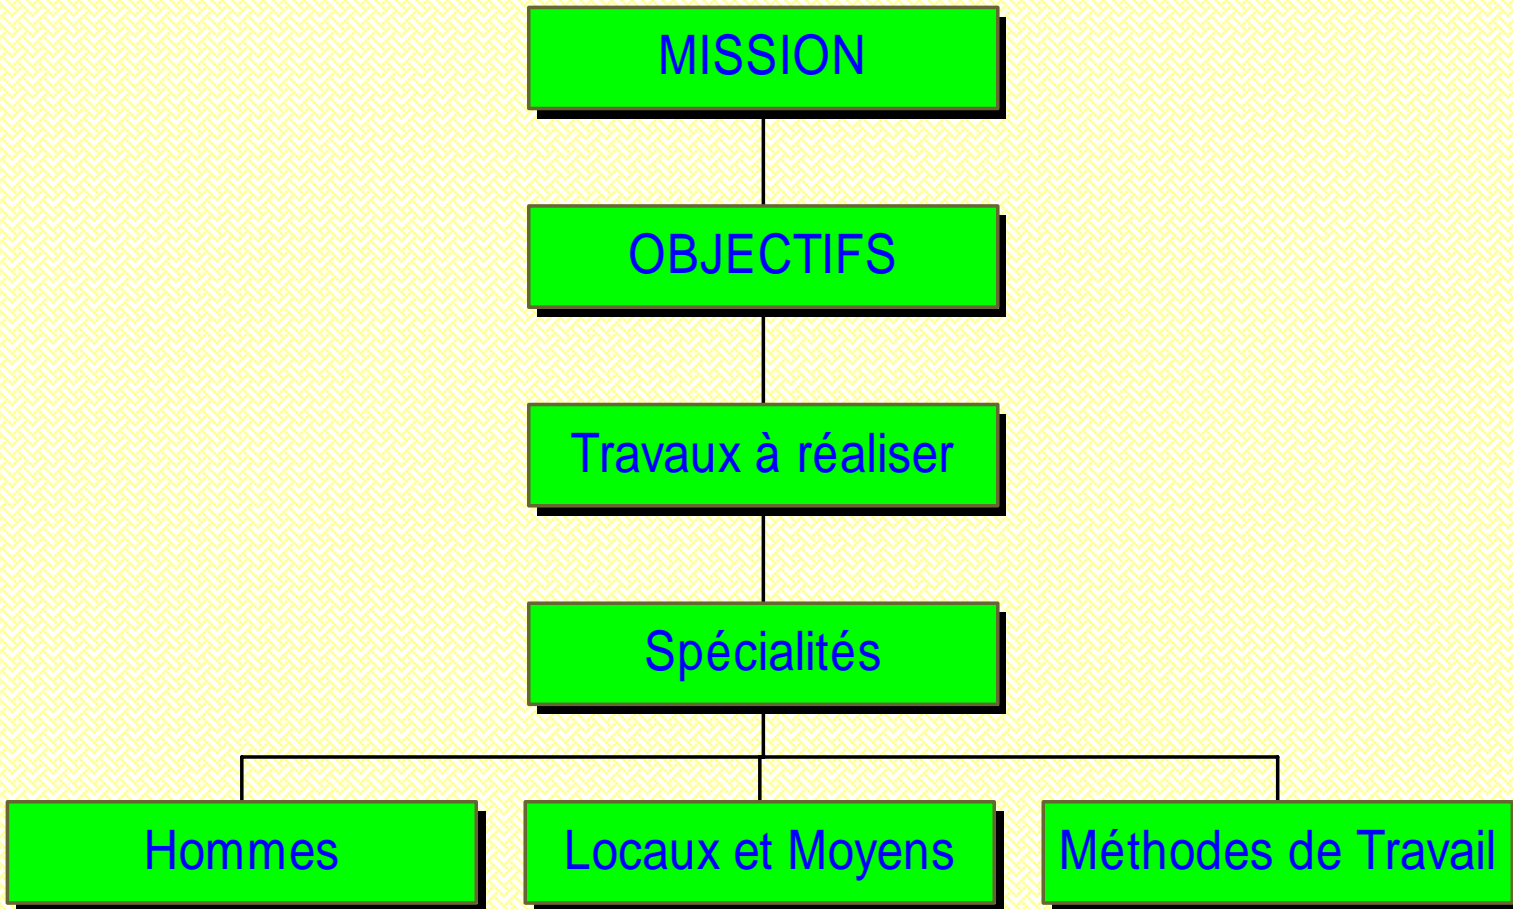 MISSION
OBJECTIFS
Travaux à réaliser
Spécialités
Hommes
Locaux et Moyens
Méthodes de Travail